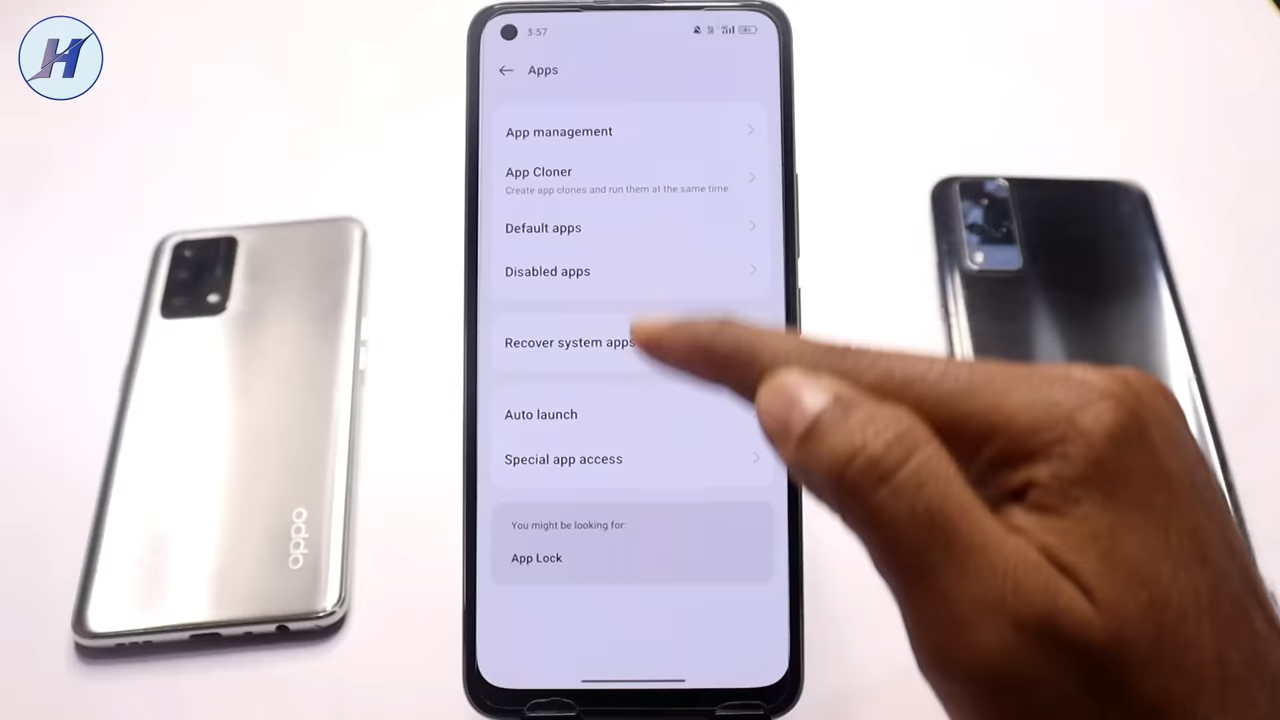 H
3:57
Apps
App management
App Cloner
Create app clones and run them at the same time.
Default apps
Disabled apps
Recover system apps
Auto launch
Special app access
You might be looking for:
App Lock
oppo